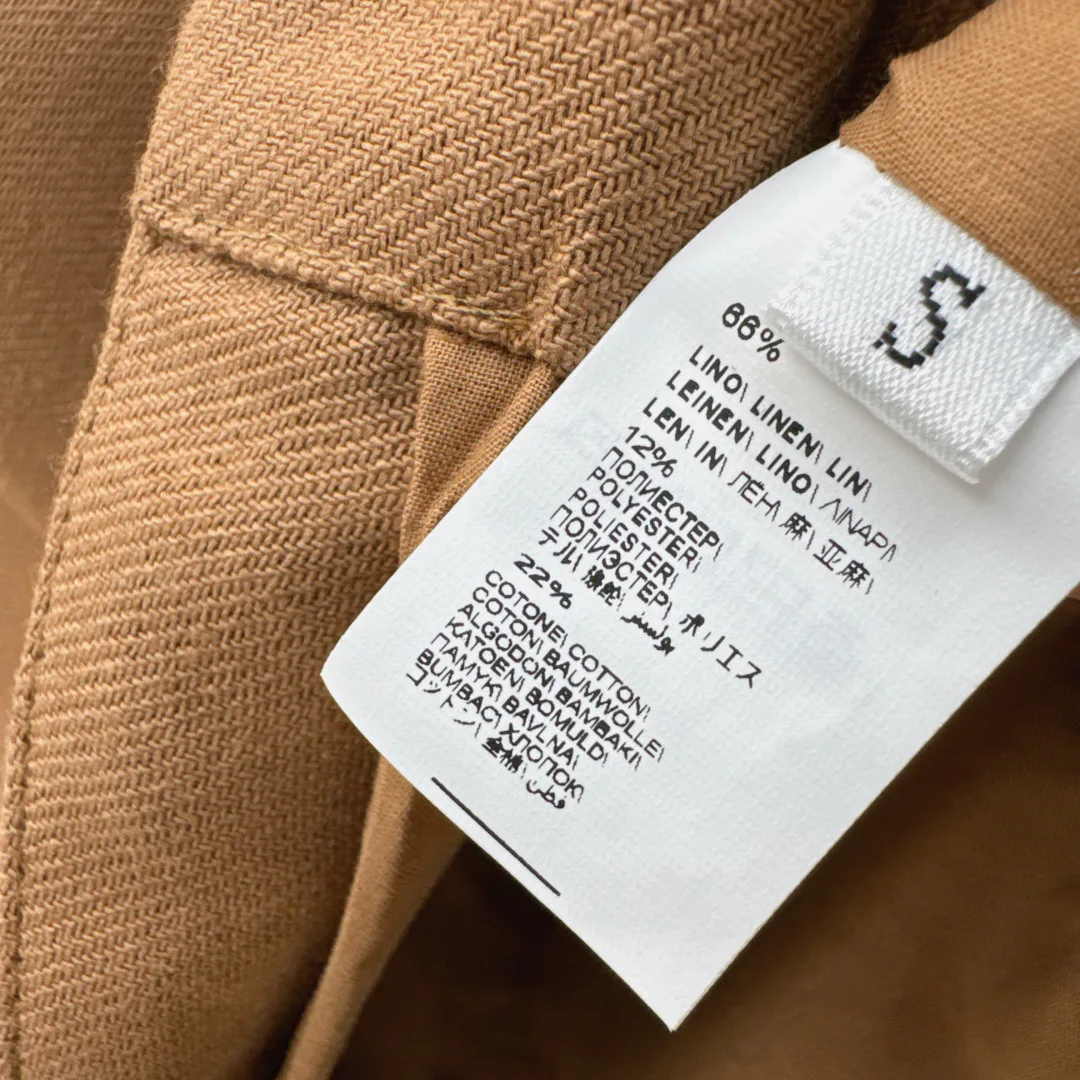 S
66%
LINO\ LINEN\ LIN\
LEINEN\ LINO\ ΛΙΝΑΡΙ\
LEN\ IN\ ЛЁН\ 麻\ 亚麻\
12%
ПОЛИЕСТЕР\
POLYESTER\
POLIESTER\
ПОЛИЭСТЕР\ ポリエス
テル\ 涤纶\ بولستر
22%
COTONE\ COTTON\
COTON\ BAUMWOLLE\
ALGODON\ BAMBAKI\
KATOEN\ BOMULD\
ПАМУК\ BAVLNA\
BUMBAC\ ХЛОПОК\
コットン\ 全棉\ قطن